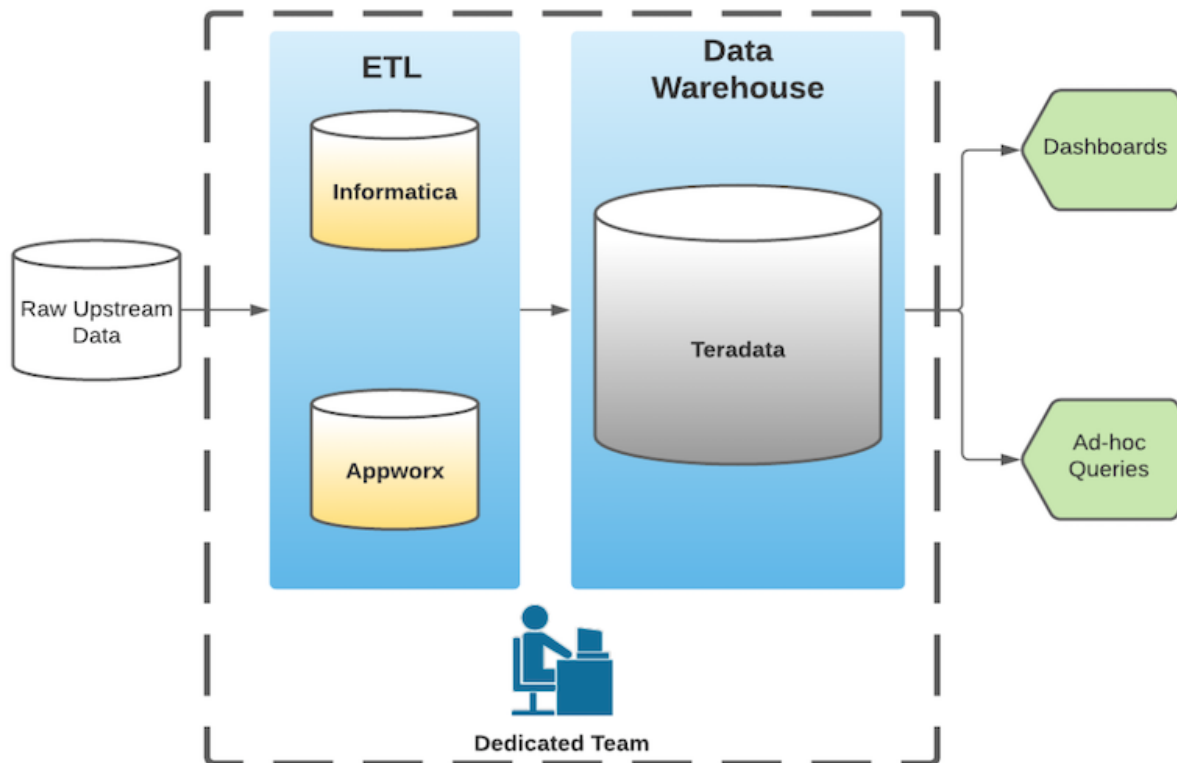 ETL
Informatica
Appworx
Data
Warehouse
Teradata
Raw Upstream
Data
Dashboards
Ad-hoc
Queries
Dedicated Team